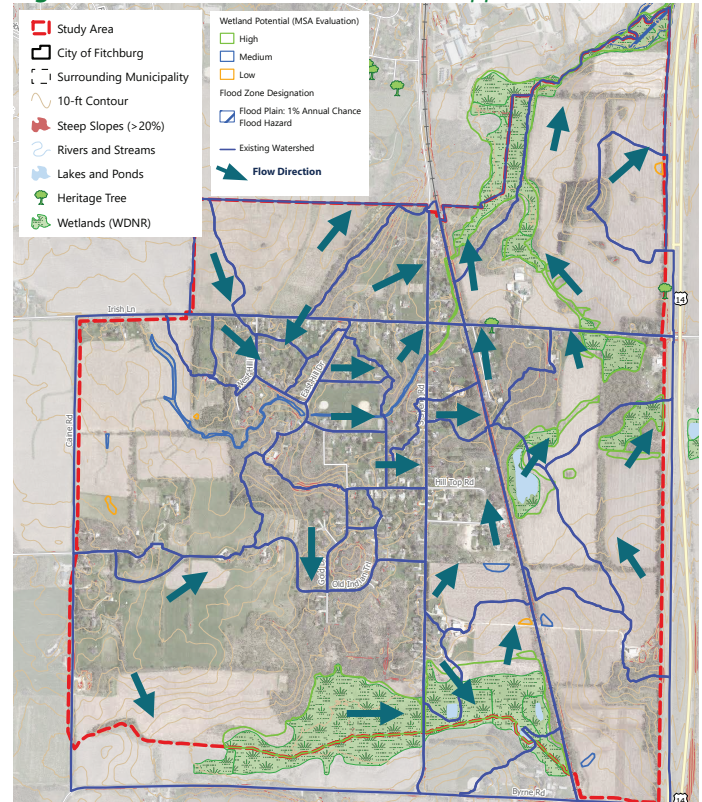 Study Area
City of Fitchburg
Surrounding Municipality
10-ft Contour
Steep Slopes (>20%)
Rivers and Streams
Lakes and Ponds
Heritage Tree
Wetlands (WDNR)
Wetland Potential (MSA Evaluation)
High
Medium
Low
Flood Zone Designation
Flood Plain: 1% Annual Chance
Flood Hazard
Existing Watershed
Flow Direction
14
Irish Ln
Caine Rd
Hill Top Rd
Old Indian Trl
Byrne Rd
14